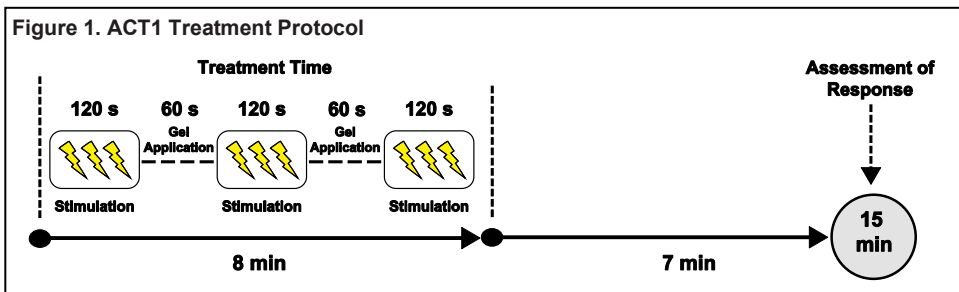 Figure 1. ACT1 Treatment Protocol
Treatment Time
Assessment of
Response
120 s 60 s 120 s 60 s 120 s
Gel
Application
Gel
Application
Stimulation Stimulation Stimulation
15
min
8 min 7 min